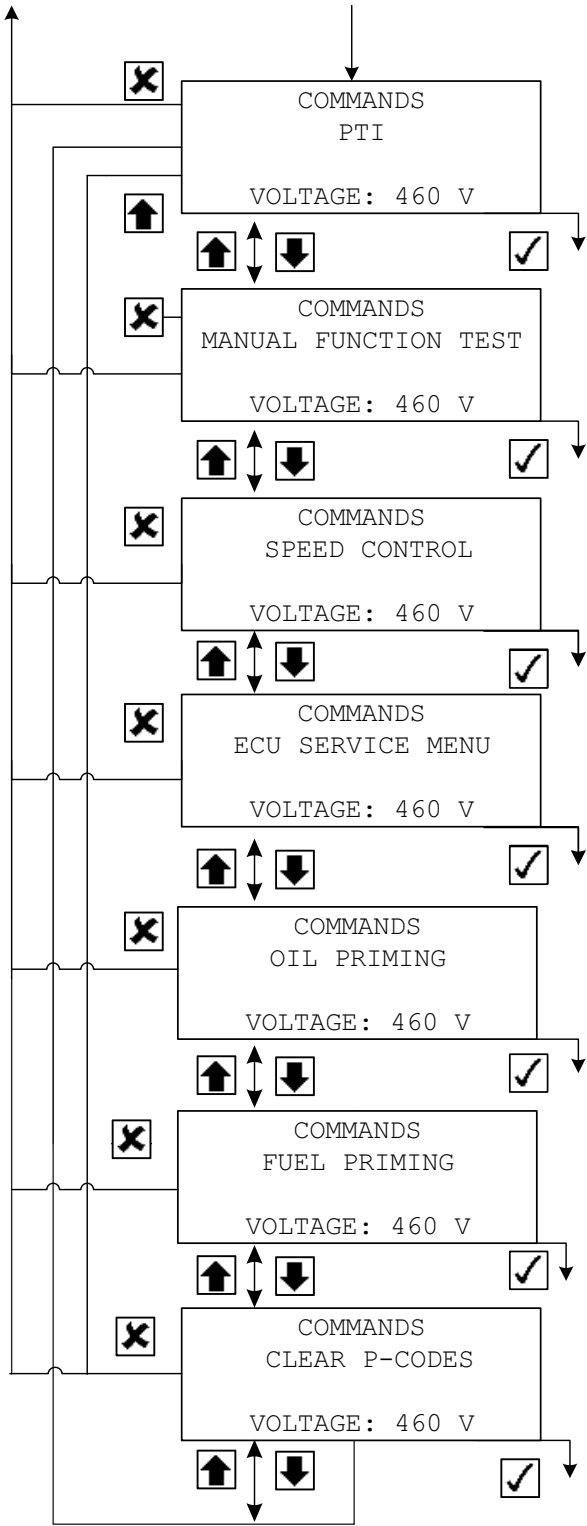 COMMANDS
PTI
VOLTAGE: 460 V
COMMANDS
MANUAL FUNCTION TEST
VOLTAGE: 460 V
COMMANDS
SPEED CONTROL
VOLTAGE: 460 V
COMMANDS
ECU SERVICE MENU
VOLTAGE: 460 V
COMMANDS
OIL PRIMING
VOLTAGE: 460 V
COMMANDS
FUEL PRIMING
VOLTAGE: 460 V
COMMANDS
CLEAR P-CODES
VOLTAGE: 460 V